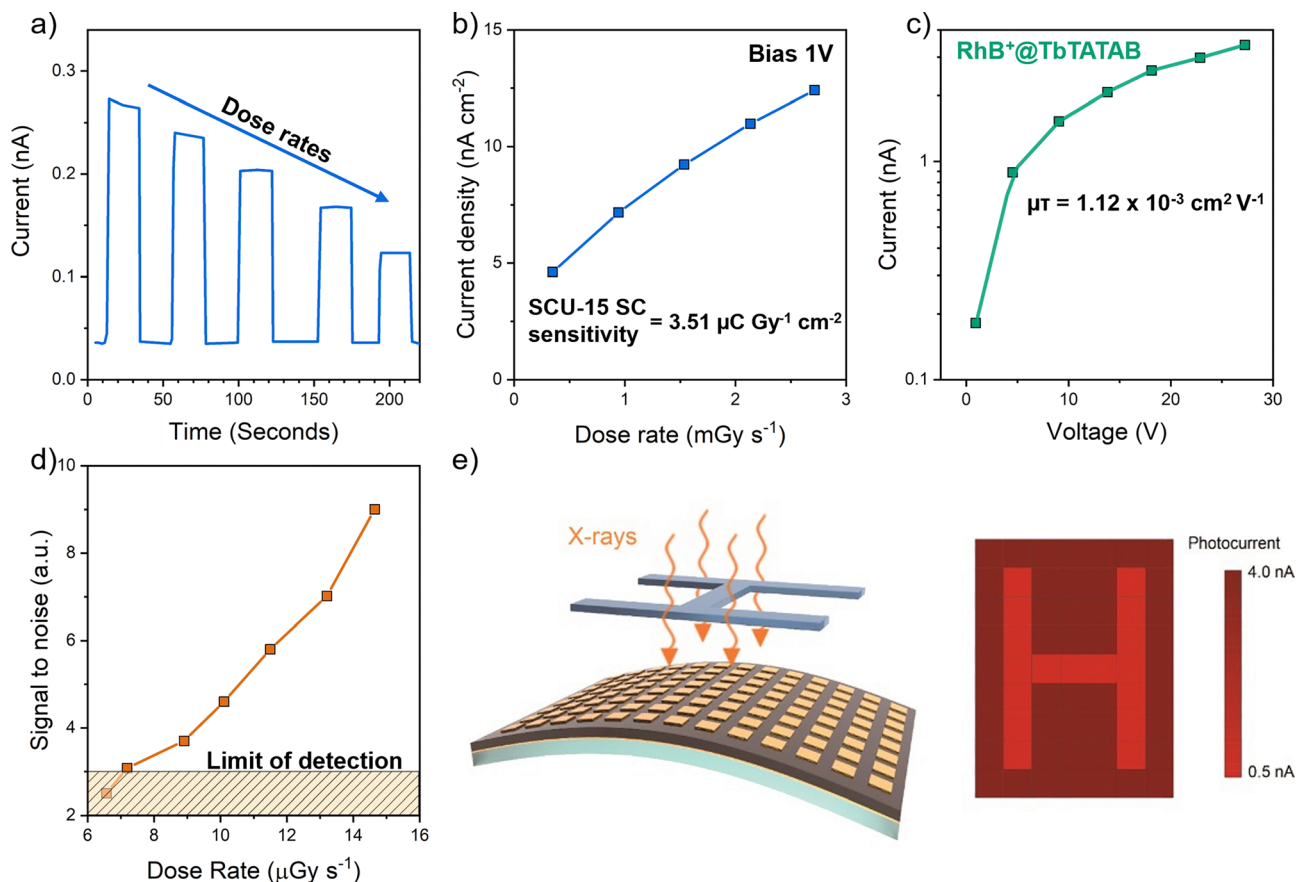 a)
Current (nA)
0.3
0.2
0.1
0.0
Dose rates
0 50 100 150 200
Time (Seconds)
b)
Current density (nA cm⁻²)
15
10
5
0
Bias 1V
SCU-15 SC
sensitivity = 3.51 µC Gy⁻¹ cm⁻²
0 1 2 3
Dose rate (mGy s⁻¹)
c)
Current (nA)
1
0.1
RhB⁺@TbTATAB
μτ = 1.12 x 10⁻³ cm² V⁻¹
0 10 20 30
Voltage (V)
d)
Signal to noise (a.u.)
10
8
6
4
2
Limit of detection
6 8 10 12 14 16
Dose Rate (μGy s⁻¹)
e)
X-rays
Photocurrent
4.0 nA
0.5 nA
H